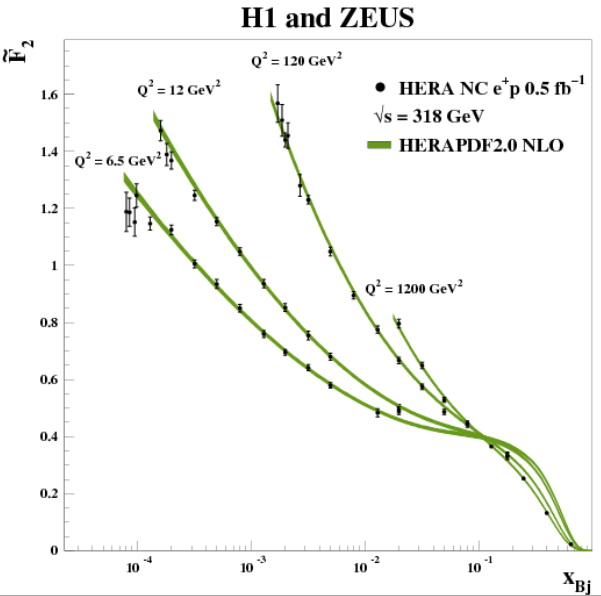 H1 and ZEUS
F̃₂
Q² = 120 GeV²
Q² = 12 GeV²
HERA NC e⁺p 0.5 fb⁻¹
√s = 318 GeV
HERAPDF2.0 NLO
Q² = 6.5 GeV²
Q² = 1200 GeV²
1.6
1.4
1.2
1
0.8
0.6
0.4
0.2
0
10⁻⁴ 10⁻³ 10⁻² 10⁻¹
x_Bj